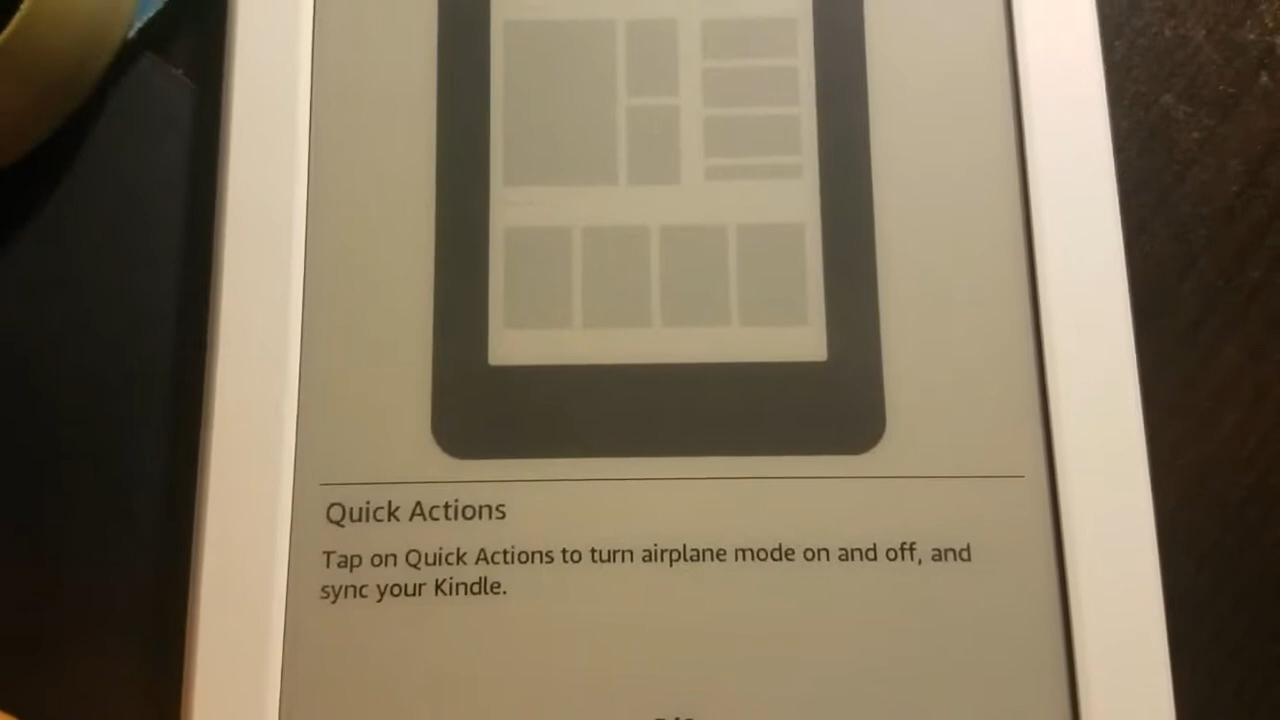 Quick Actions
Tap on Quick Actions to turn airplane mode on and off, and
sync your Kindle.